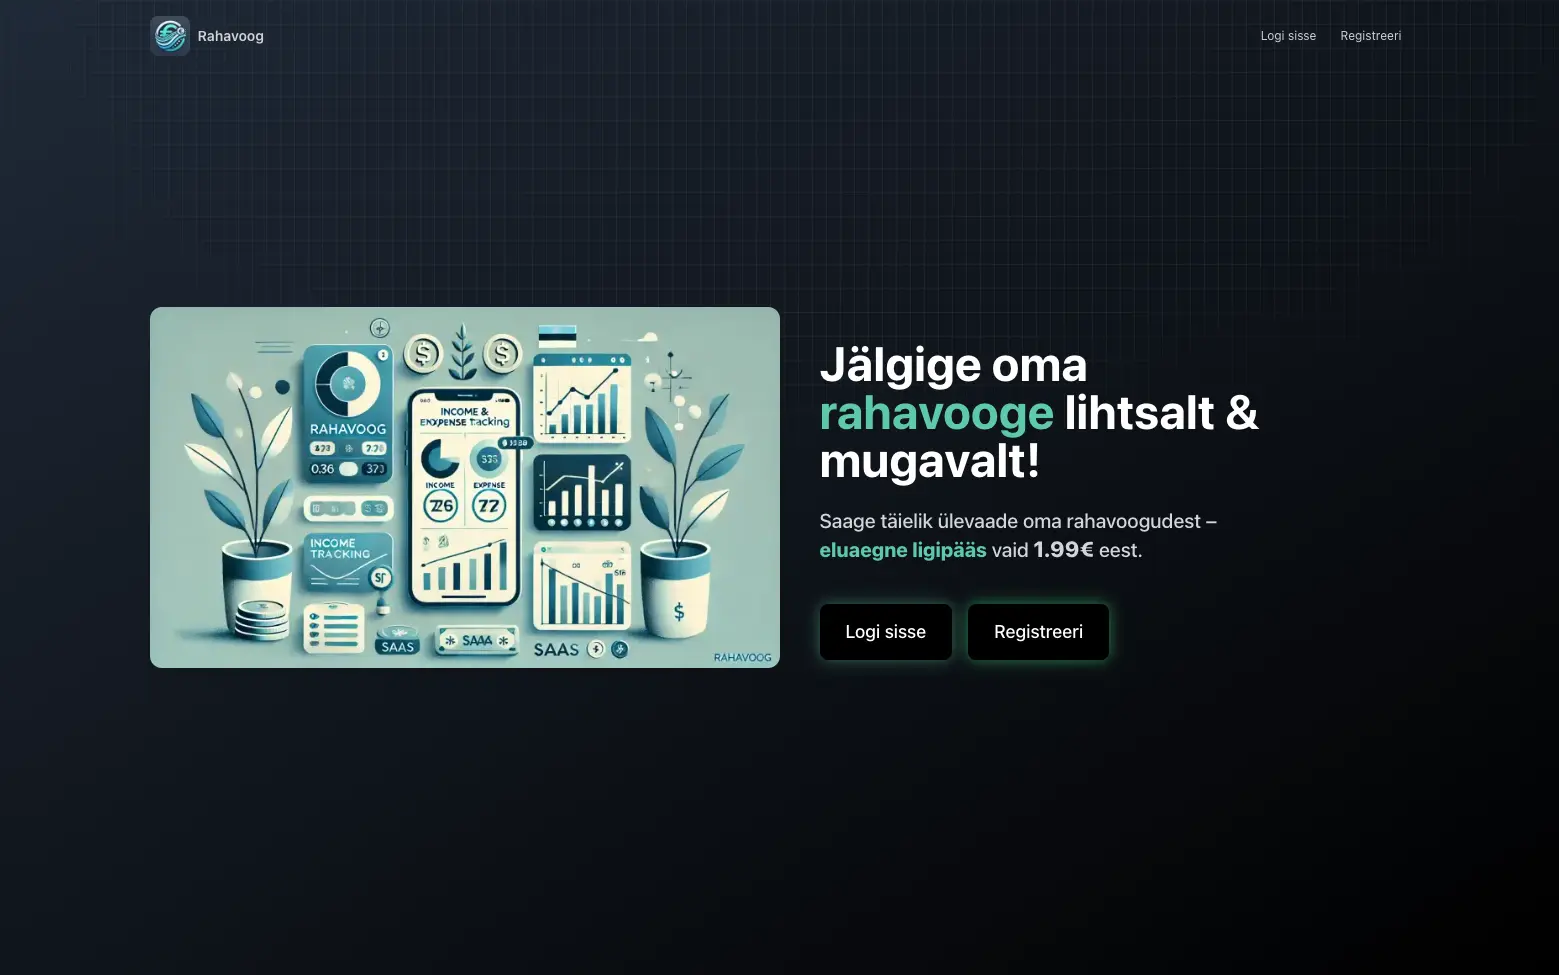 Rahavoog
Logi sisse
Registreeri
RAHAVOOG
0.36
373
INCOME
TRACKING
INCOME &
ENXPENSE Tracking
INCOME
EXPENSE
726
72
$
$
$
SAAS
SAAA
SAAS
RAHAVOOG
Jälgige oma
rahavooge lihtsalt &
mugavalt!
Saage täielik ülevaade oma rahavoogudest –
eluaegne ligipääs vaid 1.99€ eest.
Logi sisse
Registreeri